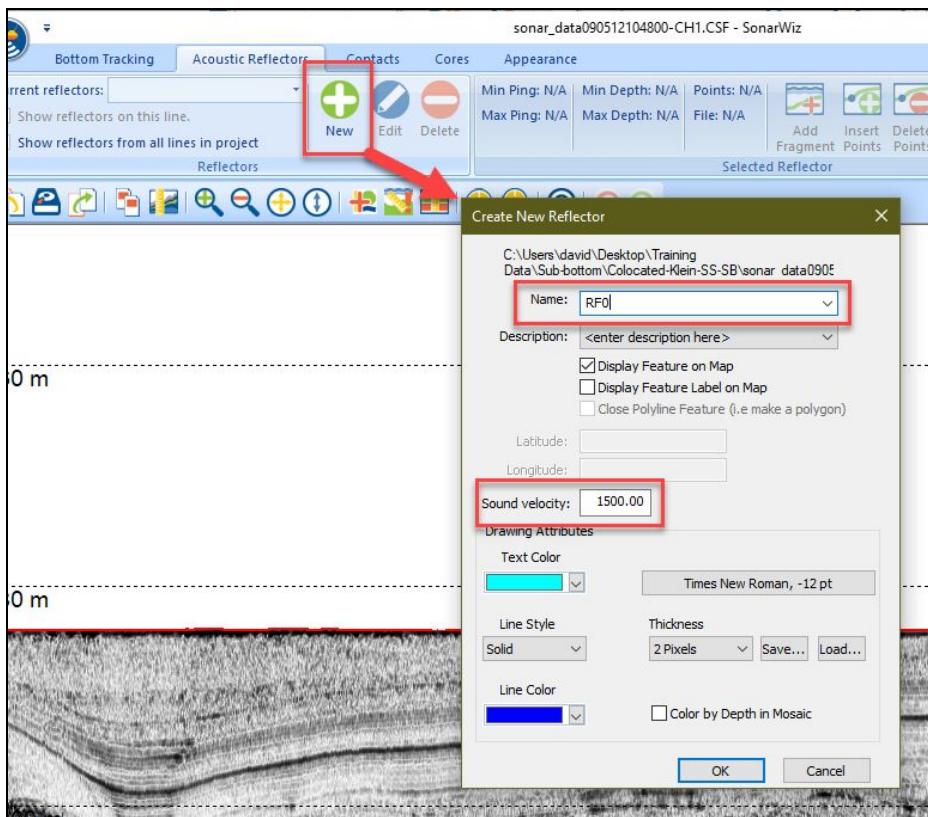 sonar_data090512104800-CH1.CSF - SonarWiz
Bottom Tracking Acoustic Reflectors Contacts Cores Appearance
rrent reflectors:
Show reflectors on this line.
Show reflectors from all lines in project
New Edit Delete
Reflectors
Min Ping: N/A Min Depth: N/A Points: N/A
Max Ping: N/A Max Depth: N/A File: N/A
Add Fragment
Insert Points
Delete Points
Selected Reflector
Create New Reflector
C:\Users\david\Desktop\Training
Data\Sub-bottom\Colocated-Klein-SS-SB\sonar_data0905
Name: RF0
Description: <enter description here>
Display Feature on Map
Display Feature Label on Map
Close Polyline Feature (i.e make a polygon)
Latitude:
Longitude:
Sound velocity: 1500.00
Drawing Attributes
Text Color
Times New Roman, -12 pt
Line Style Thickness
Solid 2 Pixels Save... Load...
Line Color
Color by Depth in Mosaic
OK Cancel
0 m
0 m